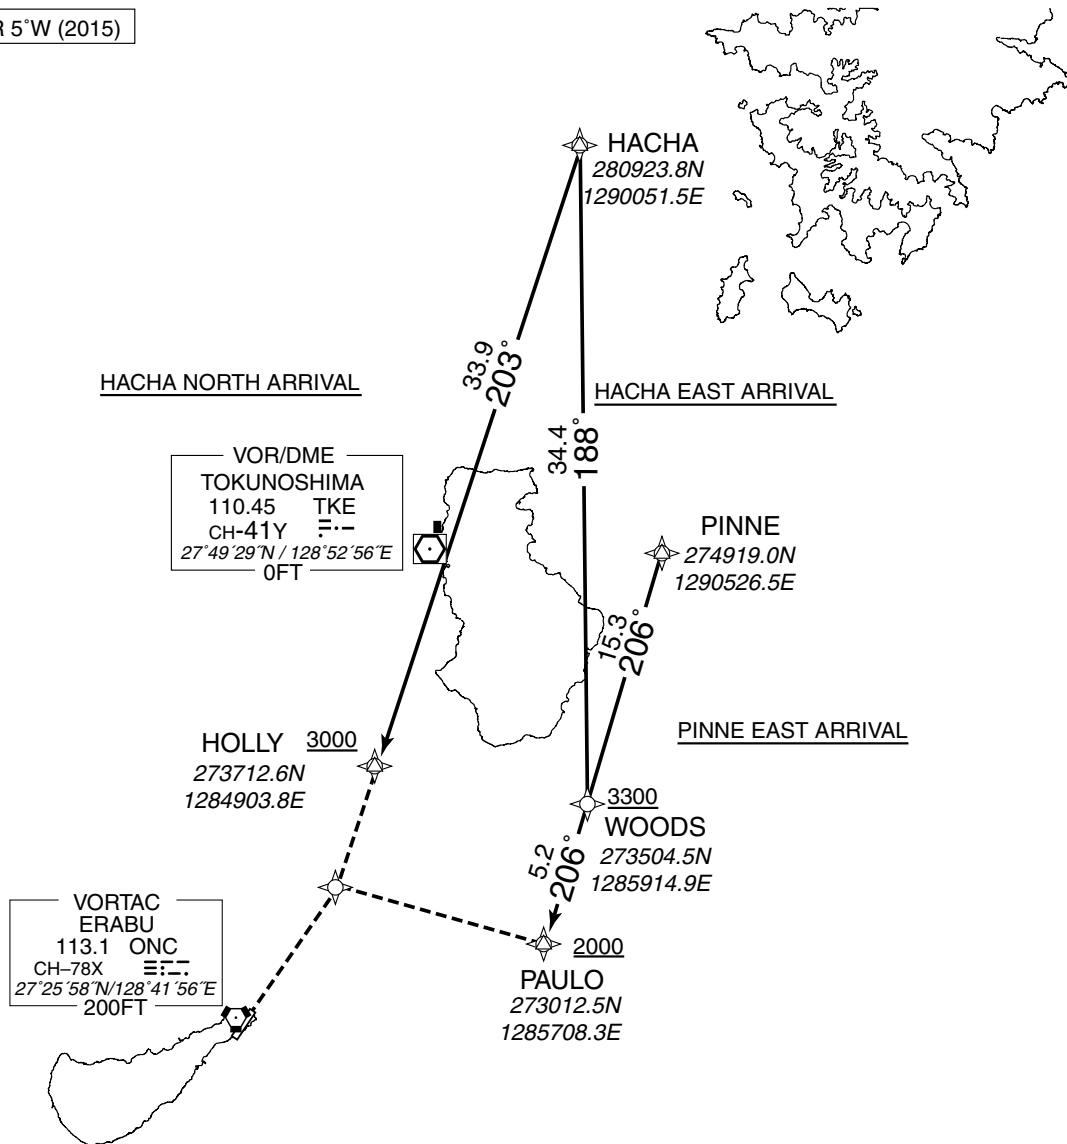 5°W (2015)
HACHA
280923.8N
1290051.5E
33.9
203°
HACHA NORTH ARRIVAL
HACHA EAST ARRIVAL
34.4
188°
VOR/DME
TOKUNOSHIMA
110.45 TKE
CH-41Y
27°49´29˝N / 128°52´56˝E
0FT
PINNE
274919.0N
1290526.5E
15.3
206°
PINNE EAST ARRIVAL
HOLLY 3000
273712.6N
1284903.8E
3300
WOODS
273504.5N
1285914.9E
5.2
206°
VORTAC
ERABU
113.1 ONC
CH–78X
27°25´58˝N/128°41´56˝E
200FT
2000
PAULO
273012.5N
1285708.3E